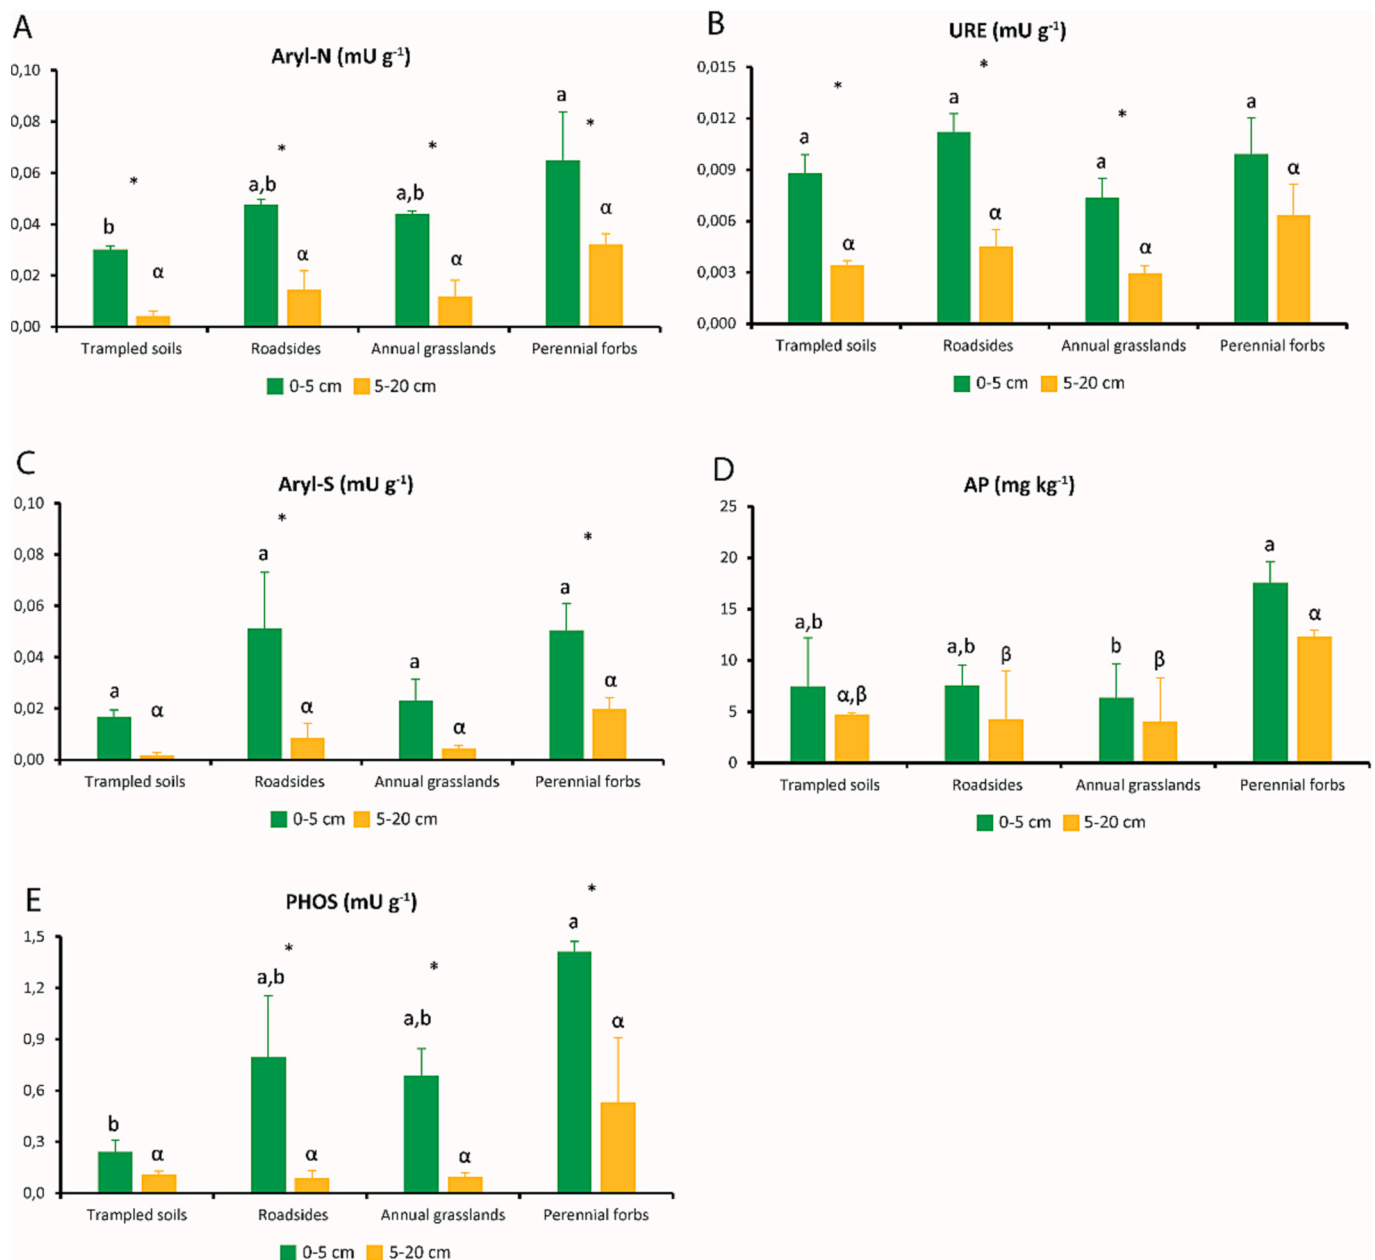 A
Aryl-N (mU g⁻¹)
0,10
0,08
0,06
0,04
0,02
0,00
b
α
*
a,b
α
*
a,b
α
*
a
α
*
Trampled soils Roadsides Annual grasslands Perennial forbs
0-5 cm 5-20 cm
B
URE (mU g⁻¹)
0,015
0,012
0,009
0,006
0,003
0,000
a
α
*
a
α
*
a
α
*
a
α
Trampled soils Roadsides Annual grasslands Perennial forbs
0-5 cm 5-20 cm
C
Aryl-S (mU g⁻¹)
0,10
0,08
0,06
0,04
0,02
0,00
a
α
a
α
*
a
α
a
α
*
Trampled soils Roadsides Annual grasslands Perennial forbs
0-5 cm 5-20 cm
D
AP (mg kg⁻¹)
25
20
15
10
5
0
a,b
α,β
a,b
β
b
β
a
α
Trampled soils Roadsides Annual grasslands Perennial forbs
0-5 cm 5-20 cm
E
PHOS (mU g⁻¹)
1,5
1,2
0,9
0,6
0,3
0,0
b
α
a,b
α
*
a,b
α
*
a
α
*
Trampled soils Roadsides Annual grasslands Perennial forbs
0-5 cm 5-20 cm